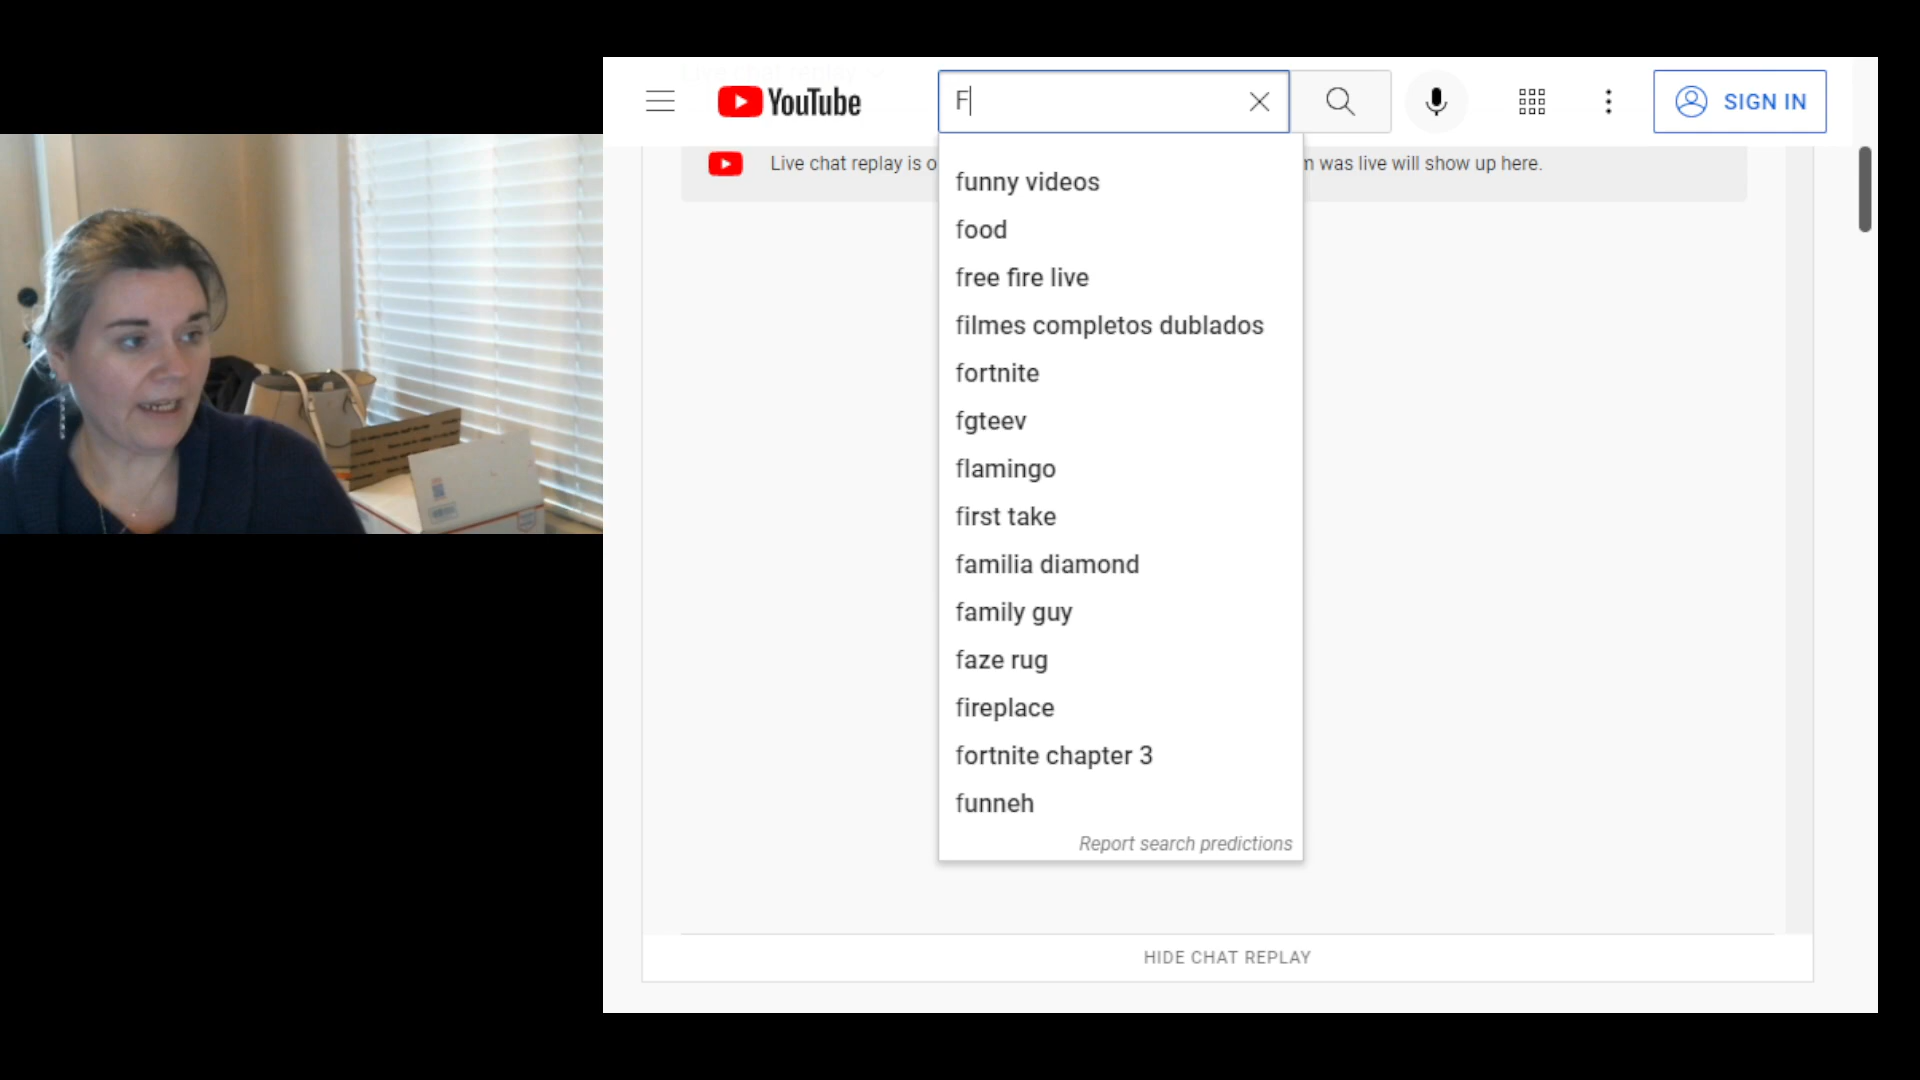 YouTube
F
SIGN IN
Live chat replay is o
m was live will show up here.
funny videos
food
free fire live
filmes completos dublados
fortnite
fgteev
flamingo
first take
familia diamond
family guy
faze rug
fireplace
fortnite chapter 3
funneh
Report search predictions
HIDE CHAT REPLAY